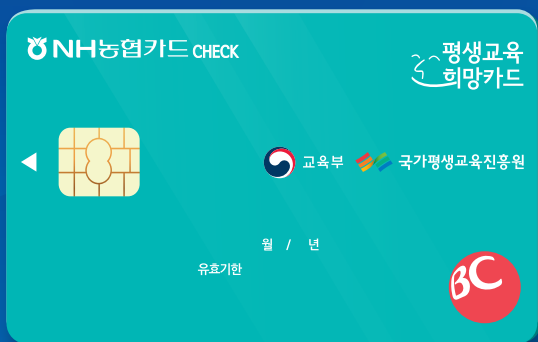 NH농협카드 CHECK
평생교육
희망카드
교육부 국가평생교육진흥원
월 / 년
유효기한
BC